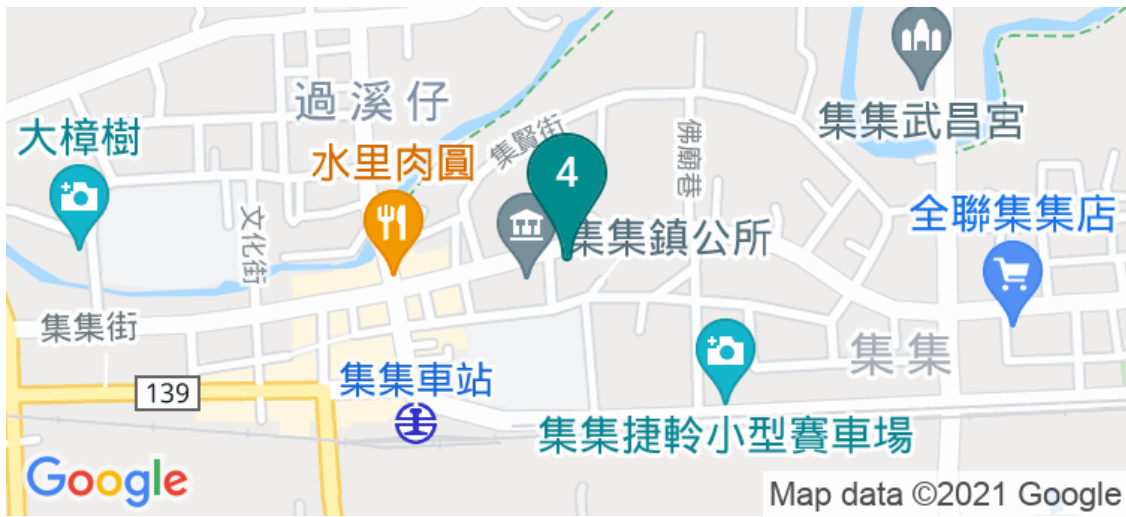 過溪仔
大樟樹
水里肉圓
集賢街
4
佛廟巷
集集武昌宮
文化街
集集鎮公所
全聯集集店
集集街
集集
139
集集車站
集集捷軨小型賽車場
Google
Map data ©2021 Google